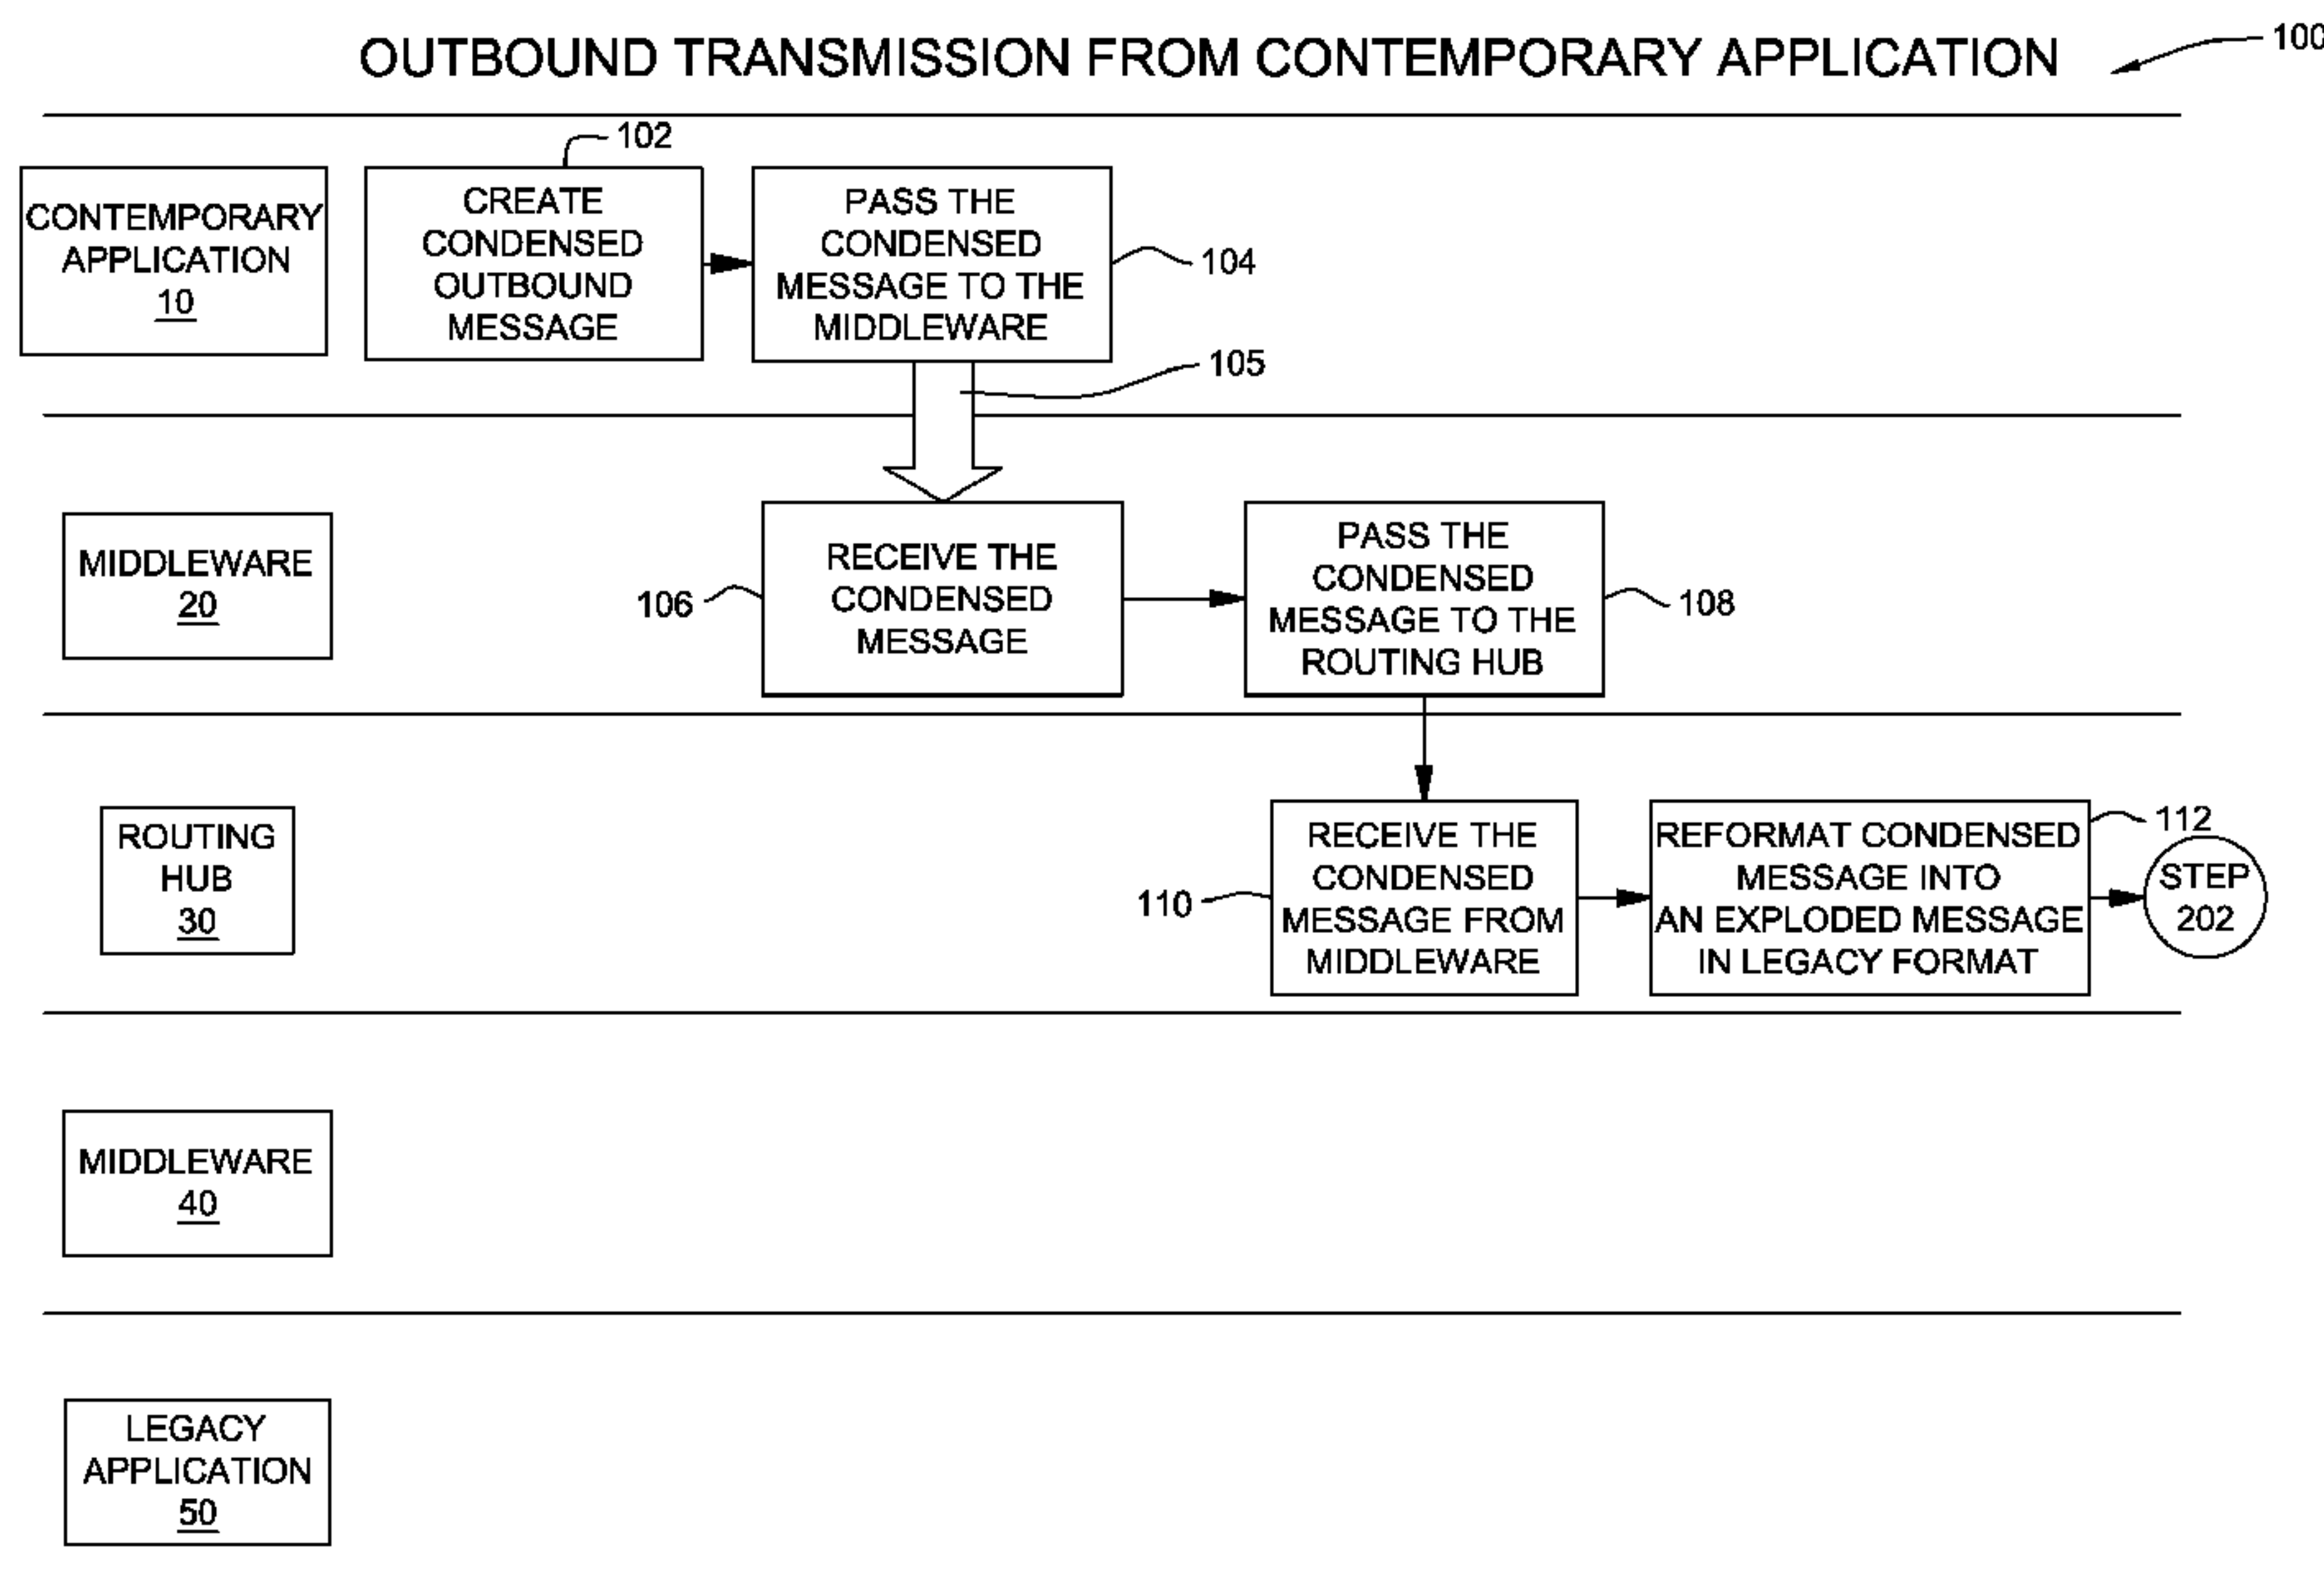 OUTBOUND TRANSMISSION FROM CONTEMPORARY APPLICATION
100
CONTEMPORARY
APPLICATION
10
102
CREATE
CONDENSED
OUTBOUND
MESSAGE
PASS THE
CONDENSED
MESSAGE TO THE
MIDDLEWARE
104
105
MIDDLEWARE
20
106
RECEIVE THE
CONDENSED
MESSAGE
PASS THE
CONDENSED
MESSAGE TO THE
ROUTING HUB
108
ROUTING
HUB
30
110
RECEIVE THE
CONDENSED
MESSAGE FROM
MIDDLEWARE
REFORMAT CONDENSED
MESSAGE INTO
AN EXPLODED MESSAGE
IN LEGACY FORMAT
112
STEP
202
MIDDLEWARE
40
LEGACY
APPLICATION
50